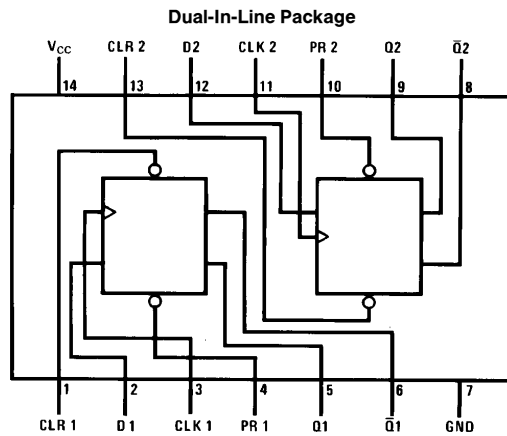 Dual-In-Line Package
VCC CLR 2 D2 CLK 2 PR 2 Q2 Q̅2
14 13 12 11 10 9 8
1 2 3 4 5 6 7
CLR 1 D1 CLK 1 PR 1 Q1 Q̅1 GND